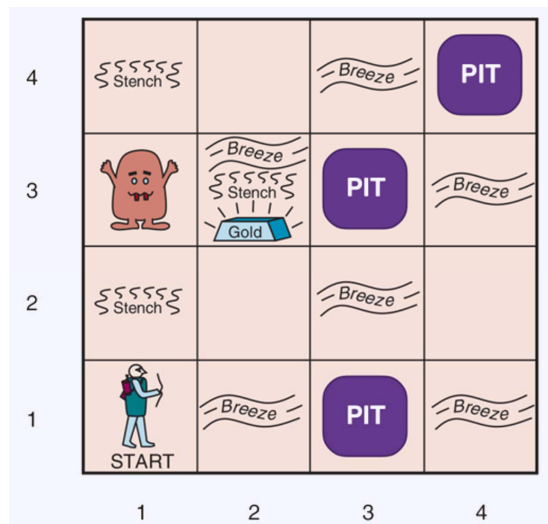 4
Stench
Breeze
PIT
3
Breeze
Stench
Gold
PIT
Breeze
2
Stench
Breeze
1
START
Breeze
PIT
Breeze
1 2 3 4